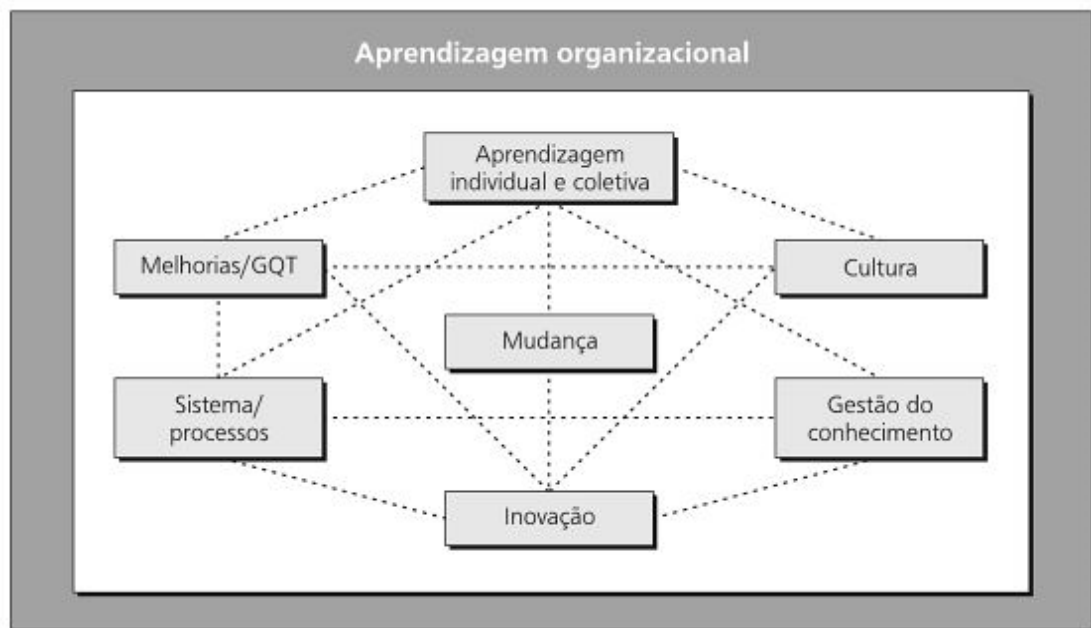 Aprendizagem organizacional
Aprendizagem
individual e coletiva
Melhorias/GQT
Cultura
Mudança
Sistema/
processos
Gestão do
conhecimento
Inovação